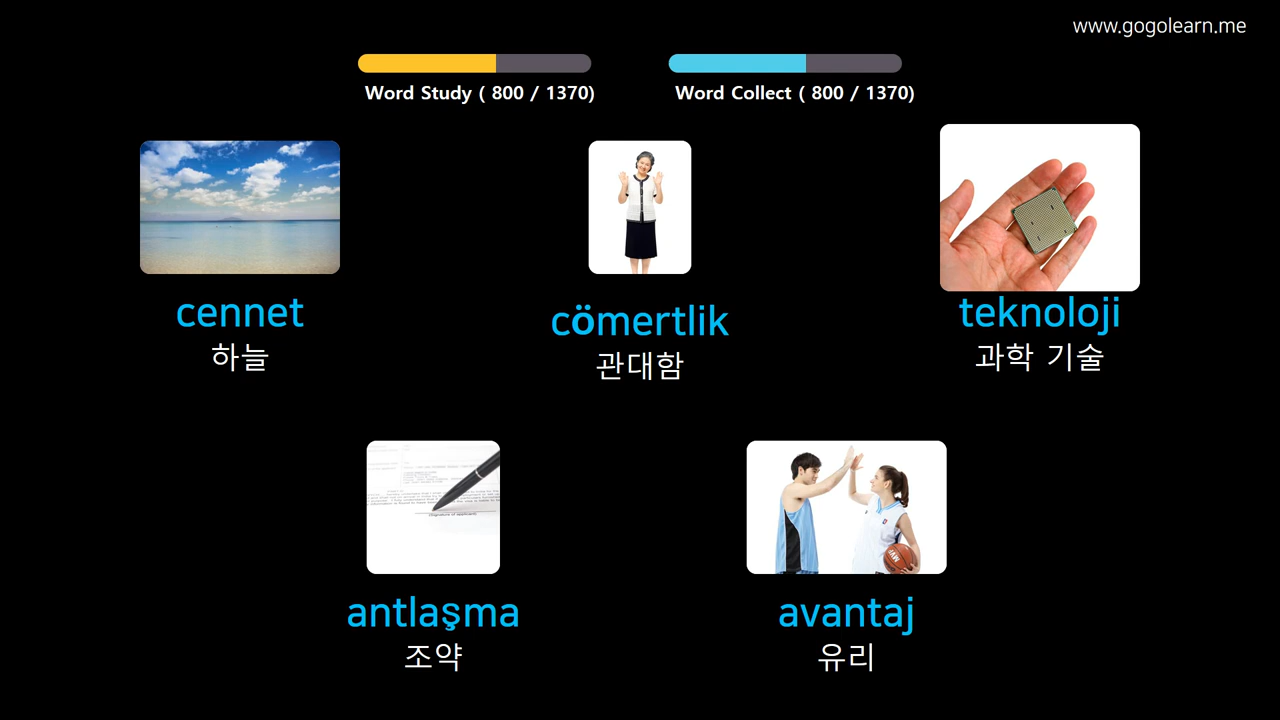 www.gogolearn.me
Word Study ( 800 / 1370)
Word Collect ( 800 / 1370)
cennet
하늘
cömertlik
관대함
teknoloji
과학 기술
antlaşma
조약
avantaj
유리